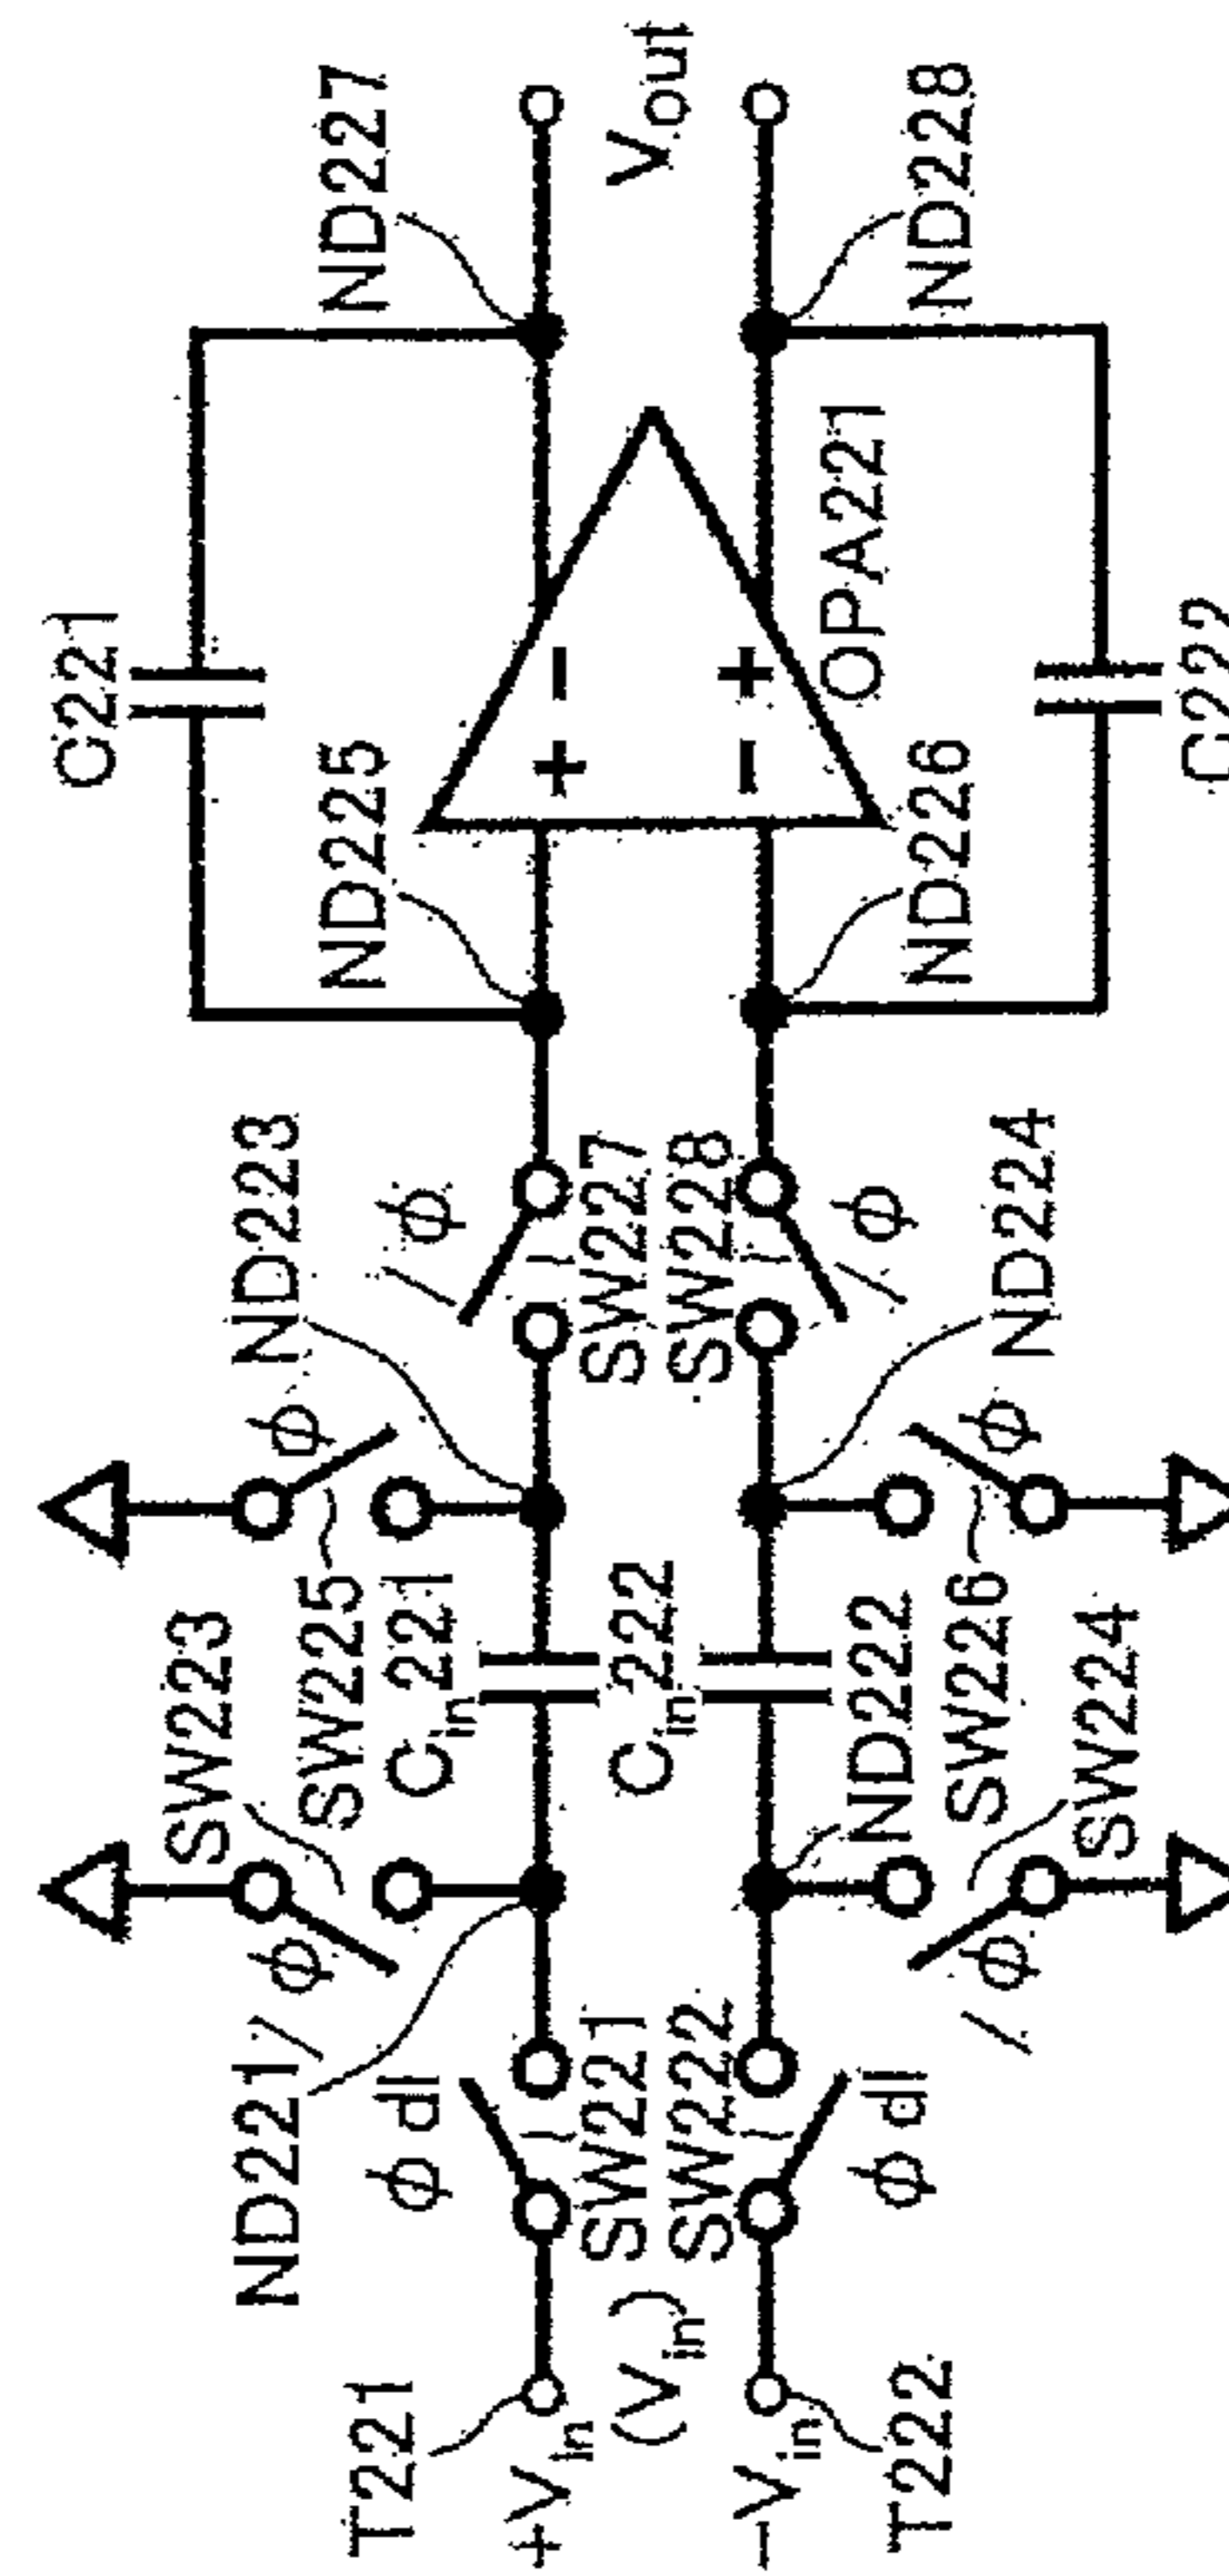 C221
ND227
Vout
ND225
ND223
/φ
φ
SW223
SW225
/φ
Cin221
ND221
φdl
T221
+Vin
SW221
(Vin)
SW227
+ -
- +
OPA221
SW228
Cin222
SW222
-Vin
T222
φdl
ND222
/φ
ND226
ND228
ND224
φ
SW226
SW224
/φ
C222